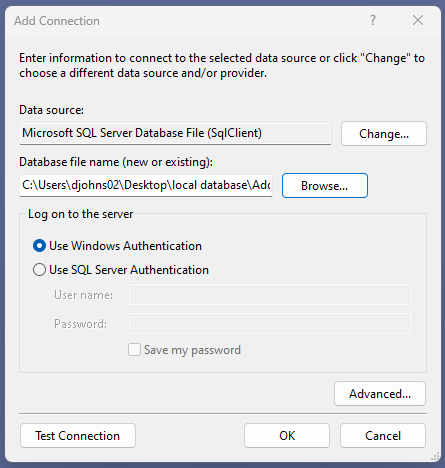 Add Connection
Enter information to connect to the selected data source or click "Change" to
choose a different data source and/or provider.
Data source:
Microsoft SQL Server Database File (SqlClient)
Change...
Database file name (new or existing):
C:\Users\djohns02\Desktop\local database\Ad
Browse...
Log on to the server
Use Windows Authentication
Use SQL Server Authentication
User name:
Password:
Save my password
Advanced...
Test Connection
OK
Cancel